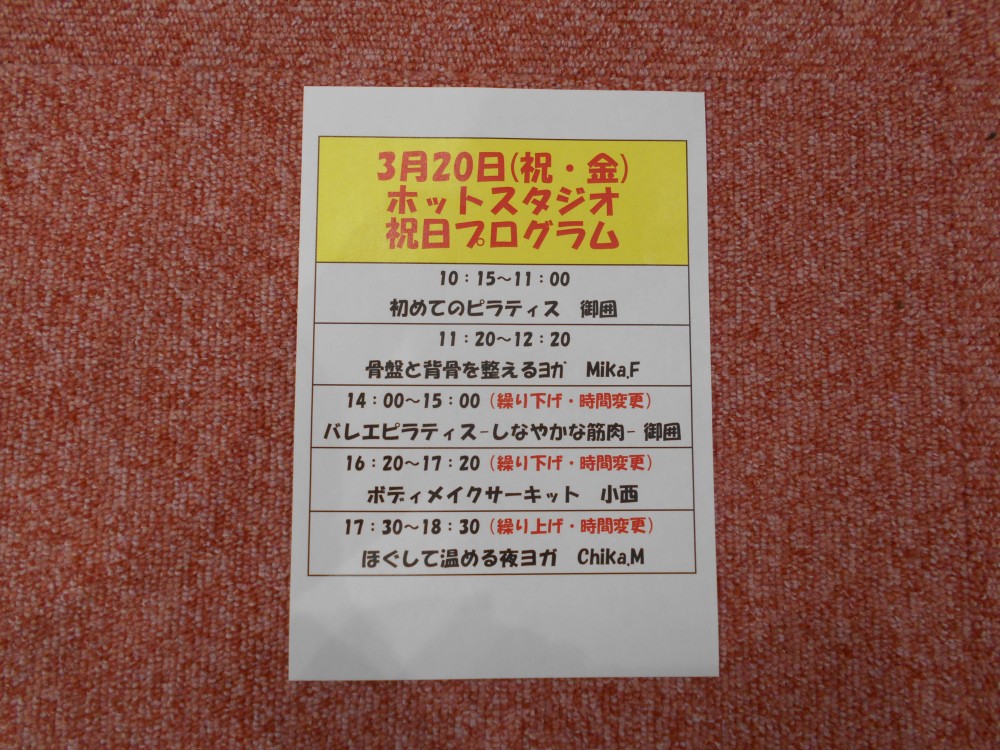 3月20日(祝・金)
ホットスタジオ
祝日プログラム
10：15～11：00
初めてのピラティス　御囲
11：20～12：20
骨盤と背骨を整えるヨガ　Mika.F
14：00～15：00（繰り下げ・時間変更）
バレエピラティス-しなやかな筋肉- 御囲
16：20～17：20（繰り下げ・時間変更）
ボディメイクサーキット　小西
17：30～18：30（繰り上げ・時間変更）
ほぐして温める夜ヨガ　Chika.M